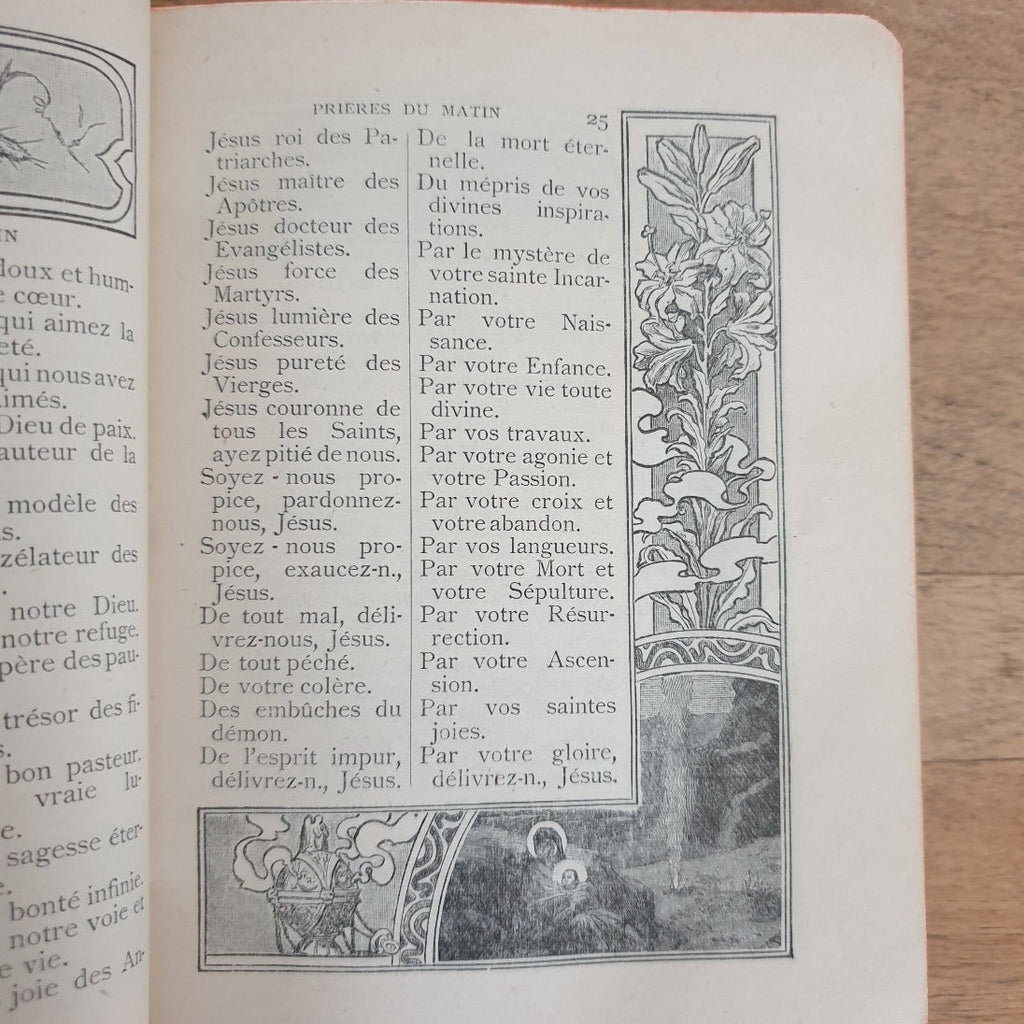 IN
doux et hum-
cœur.
qui aimez la
qui nous avez
Dieu de paix.
auteur de la
modèle des
zélateur des
notre Dieu.
notre refuge.
père des pau-
trésor des fi-
bon pasteur.
vraie lu-
sagesse éter-
bonté infinie.
notre voie et
vie.
joie des An-
PRIERES DU MATIN
25
Jésus roi des Pa-
triarches.
Jésus maître des
Apôtres.
Jésus docteur des
Evangélistes.
Jésus force des
Martyrs.
Jésus lumière des
Confesseurs.
Jésus pureté des
Vierges.
Jésus couronne de
tous les Saints,
ayez pitié de nous.
Soyez-nous pro-
pice, pardonnez-
nous, Jésus.
Soyez-nous pro-
pice, exaucez-n.,
Jésus.
De tout mal, déli-
vrez-nous, Jésus.
De tout péché.
De votre colère.
Des embûches du
démon.
De l'esprit impur,
délivrez-n., Jésus.
De la mort éter-
nelle.
Du mépris de vos
divines inspira-
tions.
Par le mystère de
votre sainte Incar-
nation.
Par votre Nais-
sance.
Par votre Enfance.
Par votre vie toute
divine.
Par vos travaux.
Par votre agonie et
votre Passion.
Par votre croix et
votre abandon.
Par vos langueurs.
Par votre Mort et
votre Sépulture.
Par votre Résur-
rection.
Par votre Ascen-
sion.
Par vos saintes
joies.
Par votre gloire,
délivrez-n., Jésus.